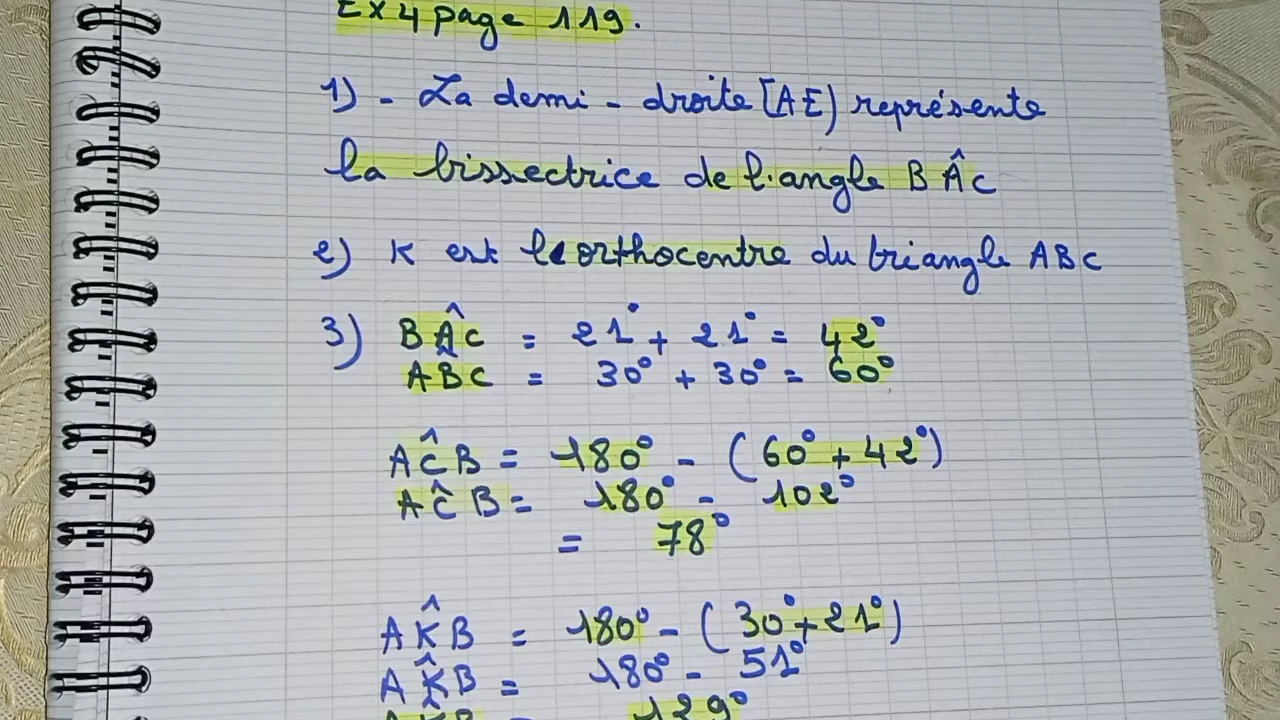 Ex 4 page 119.
1) - La demi - droite [AE) représente
la bissectrice de l'angle BÂC
2) K est l'orthocentre du triangle ABC
3) BÂC = 21° + 21° = 42°
ABC = 30° + 30° = 60°
AĈB = 180° - (60° + 42°)
AĈB = 180° - 102°
= 78°
AK̂B = 180° - (30° + 21°)
AK̂B = 180° - 51°
AK̂B = 129°